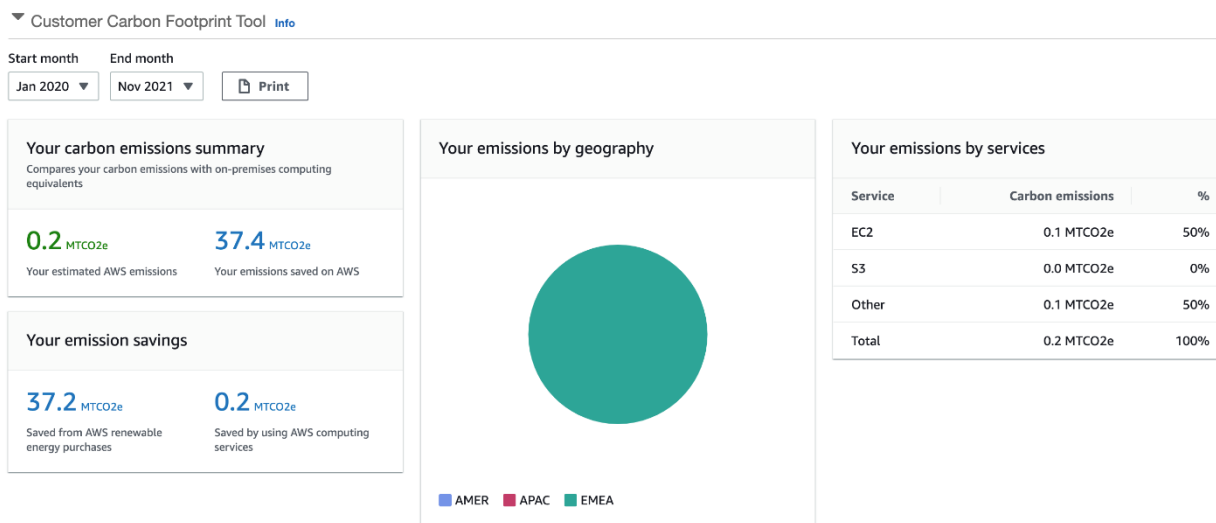 Customer Carbon Footprint Tool Info
Start month End month
Jan 2020 Nov 2021 Print
Your carbon emissions summary
Compares your carbon emissions with on-premises computing
equivalents
0.2 MTCO2e 37.4 MTCO2e
Your estimated AWS emissions Your emissions saved on AWS
Your emission savings
37.2 MTCO2e 0.2 MTCO2e
Saved from AWS renewable
energy purchases
Saved by using AWS computing
services
Your emissions by geography
AMER APAC EMEA
Your emissions by services
Service Carbon emissions %
EC2 0.1 MTCO2e 50%
S3 0.0 MTCO2e 0%
Other 0.1 MTCO2e 50%
Total 0.2 MTCO2e 100%